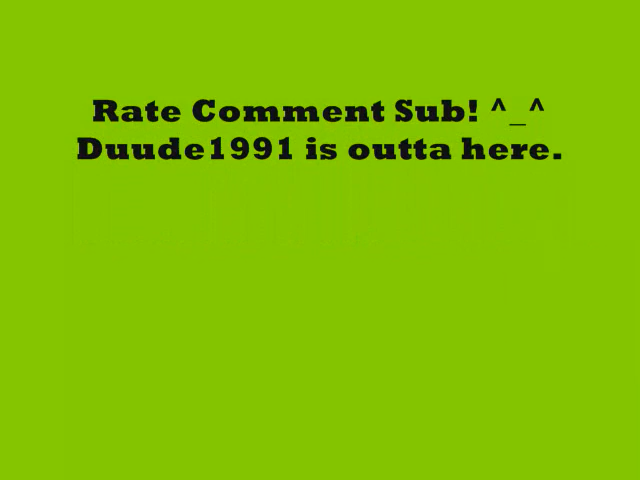 Rate Comment Sub! ^_^
Duude1991 is outta here.